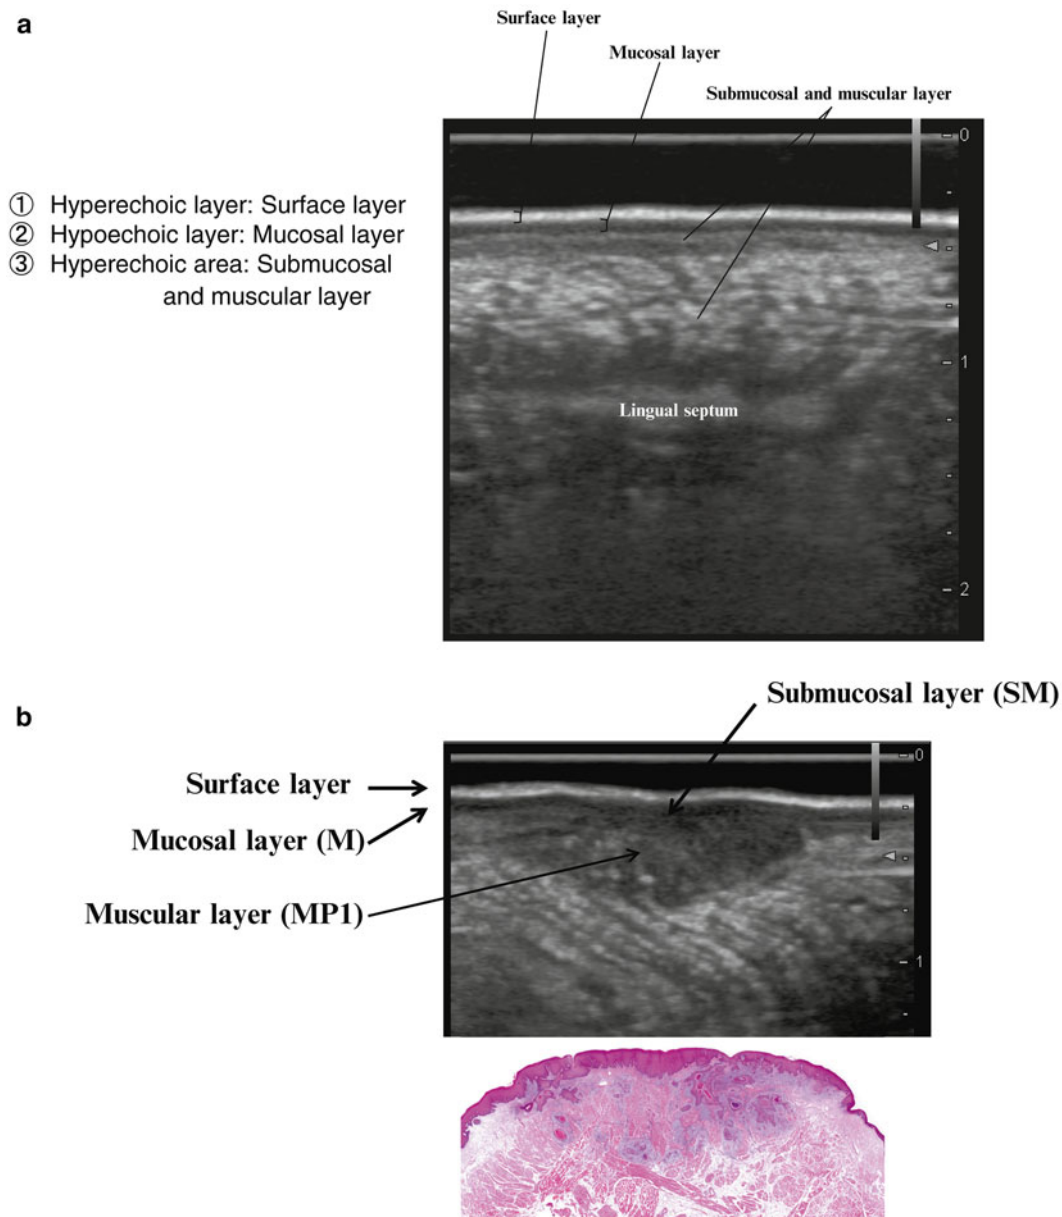 a
Surface layer
Mucosal layer
Submucosal and muscular layer
① Hyperechoic layer: Surface layer
② Hypoechoic layer: Mucosal layer
③ Hyperechoic area: Submucosal
and muscular layer
0
1
Lingual septum
2
b
Submucosal layer (SM)
0
Surface layer
Mucosal layer (M)
Muscular layer (MP1)
1